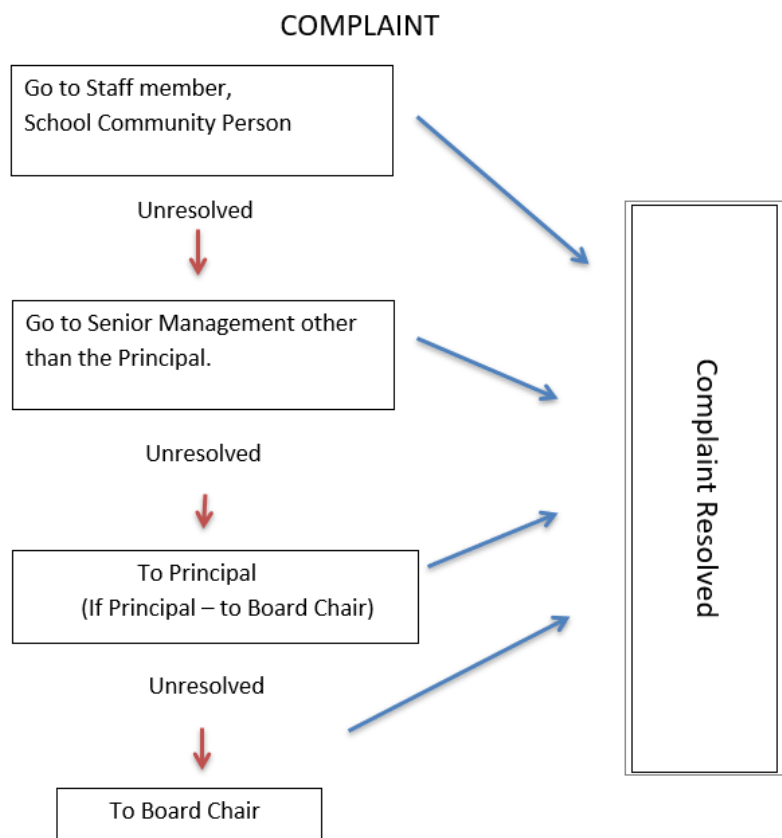 COMPLAINT
Go to Staff member,
School Community Person
Unresolved
Go to Senior Management other
than the Principal.
Unresolved
To Principal
(If Principal – to Board Chair)
Unresolved
To Board Chair
Complaint Resolved